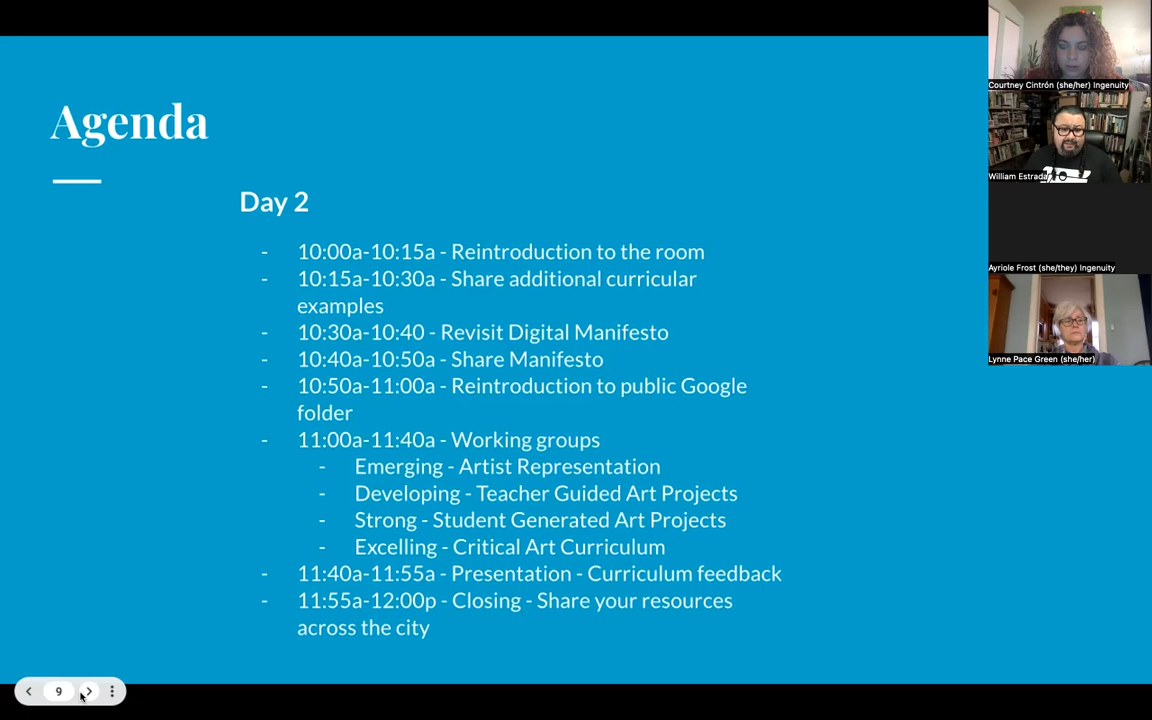 Agenda
Day 2
- 10:00a-10:15a - Reintroduction to the room
- 10:15a-10:30a - Share additional curricular
examples
- 10:30a-10:40 - Revisit Digital Manifesto
- 10:40a-10:50a - Share Manifesto
- 10:50a-11:00a - Reintroduction to public Google
folder
- 11:00a-11:40a - Working groups
- Emerging - Artist Representation
- Developing - Teacher Guided Art Projects
- Strong - Student Generated Art Projects
- Excelling - Critical Art Curriculum
- 11:40a-11:55a - Presentation - Curriculum feedback
- 11:55a-12:00p - Closing - Share your resources
across the city
9
Courtney Cintrón (she/her) Ingenuity
William Estrada
Ayriole Frost (she/they) Ingenuity
Lynne Pace Green (she/her)